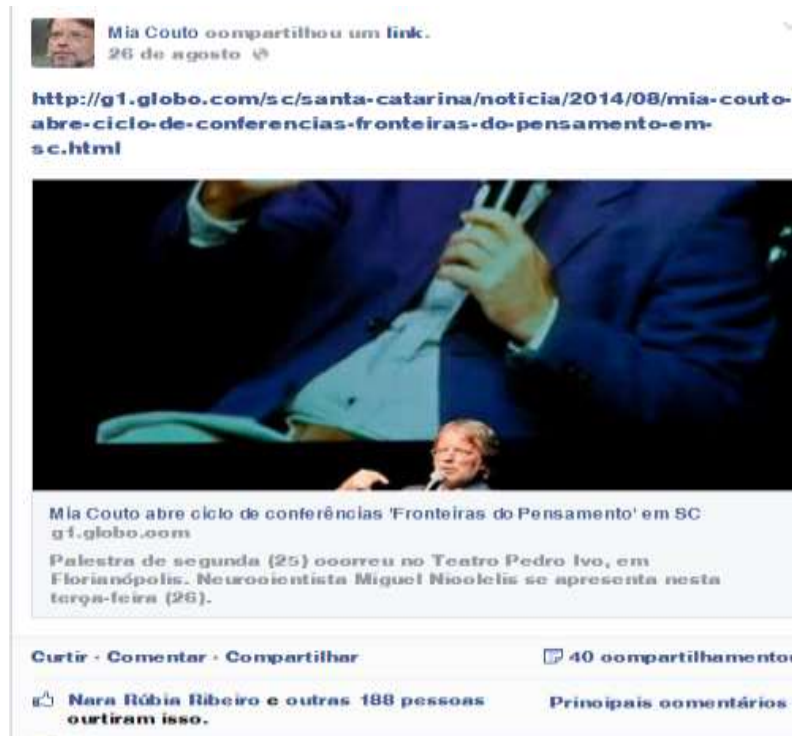 Mia Couto compartilhou um link.
26 de agosto
http://g1.globo.com/sc/santa-catarina/noticia/2014/08/mia-couto-
abre-ciclo-de-conferencias-fronteiras-do-pensamento-em-
sc.html
Mia Couto abre ciclo de conferências 'Fronteiras do Pensamento' em SC
g1.globo.com
Palestra de segunda (25) ocorreu no Teatro Pedro Ivo, em
Florianópolis. Neurocientista Miguel Nicolelis se apresenta nesta
terça-feira (26).
Curtir · Comentar · Compartilhar
40 compartilhamentos
Nara Rúbia Ribeiro e outras 188 pessoas
curtiram isso.
Principais comentários